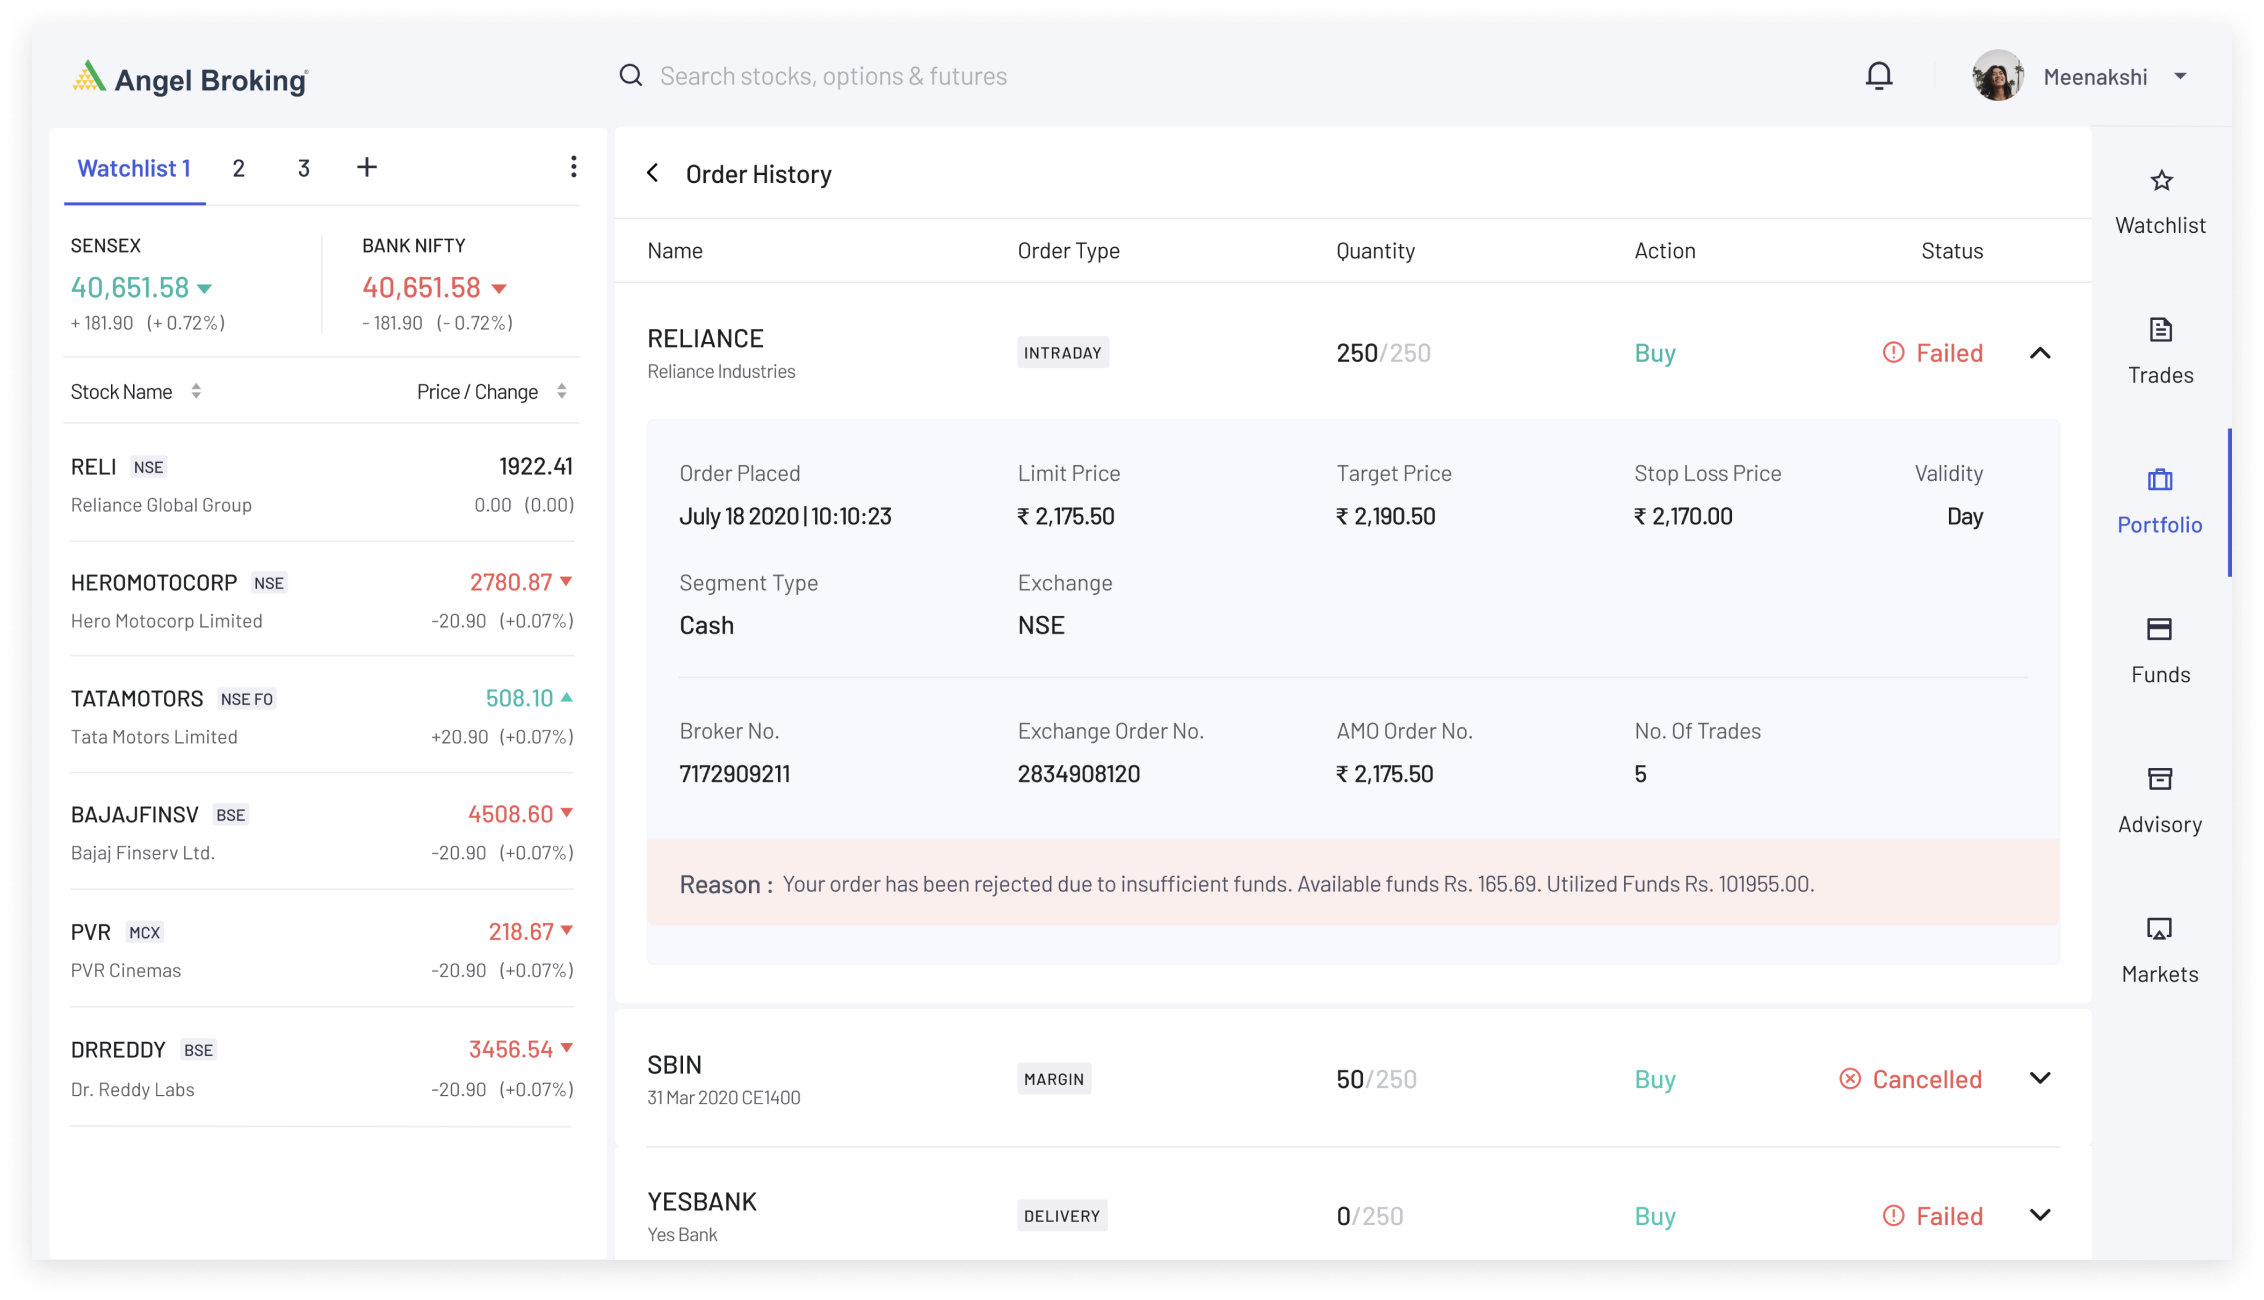 Angel Broking
Search stocks, options & futures
Meenakshi
Watchlist 1 2 3 +
SENSEX
40,651.58
+ 181.90 (+ 0.72%)
BANK NIFTY
40,651.58
- 181.90 (- 0.72%)
Stock Name Price / Change
RELI NSE 1922.41
Reliance Global Group 0.00 (0.00)
HEROMOTOCORP NSE 2780.87
Hero Motocorp Limited -20.90 (+0.07%)
TATAMOTORS NSE FO 508.10
Tata Motors Limited +20.90 (+0.07%)
BAJAJFINSV BSE 4508.60
Bajaj Finserv Ltd. -20.90 (+0.07%)
PVR MCX 218.67
PVR Cinemas -20.90 (+0.07%)
DRREDDY BSE 3456.54
Dr. Reddy Labs -20.90 (+0.07%)
Order History
Name Order Type Quantity Action Status
RELIANCE INTRADAY 250/250 Buy Failed
Reliance Industries
Order Placed Limit Price Target Price Stop Loss Price Validity
July 18 2020 | 10:10:23 ₹ 2,175.50 ₹ 2,190.50 ₹ 2,170.00 Day
Segment Type Exchange
Cash NSE
Broker No. Exchange Order No. AMO Order No. No. Of Trades
7172909211 2834908120 ₹ 2,175.50 5
Reason : Your order has been rejected due to insufficient funds. Available funds Rs. 165.69. Utilized Funds Rs. 101955.00.
SBIN MARGIN 50/250 Buy Cancelled
31 Mar 2020 CE1400
YESBANK DELIVERY 0/250 Buy Failed
Yes Bank
Watchlist
Trades
Portfolio
Funds
Advisory
Markets